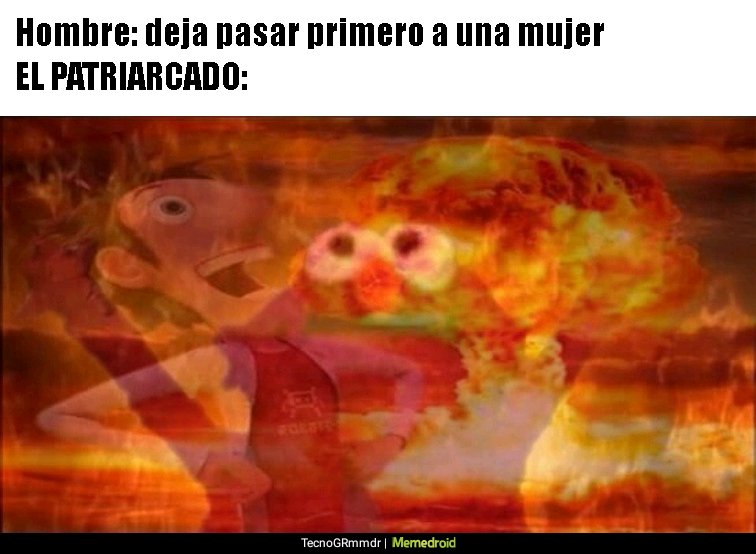 Hombre: deja pasar primero a una mujer
EL PATRIARCADO:
TecnoGRmmdr | Memedroid